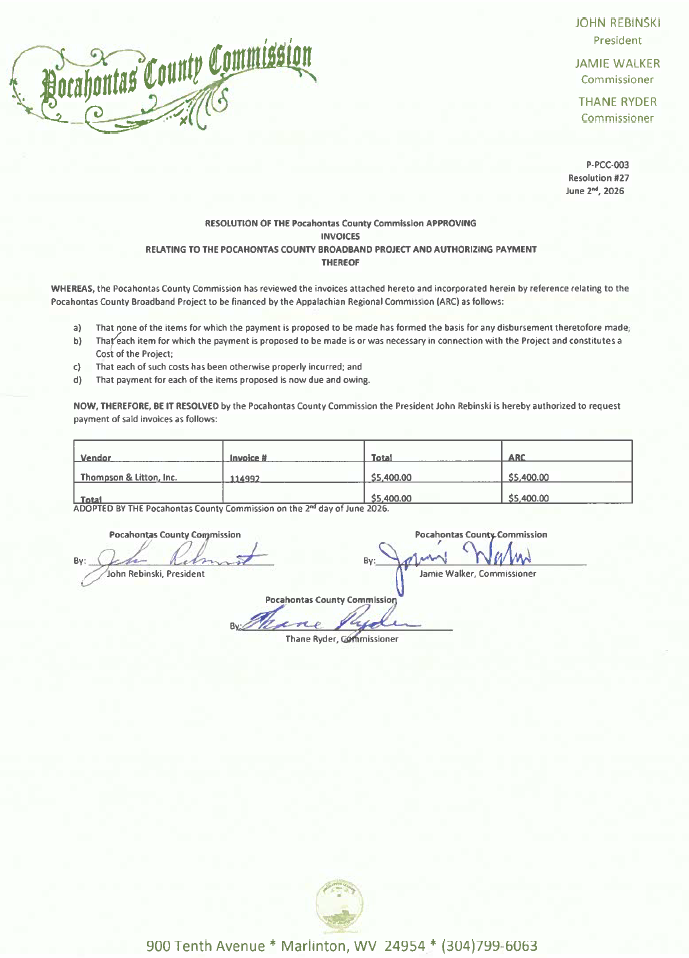 Pocahontas County Commission
JOHN REBINSKI
President
JAMIE WALKER
Commissioner
THANE RYDER
Commissioner
P-PCC-003
Resolution #27
June 2nd, 2026
RESOLUTION OF THE Pocahontas County Commission APPROVING
INVOICES
RELATING TO THE POCAHONTAS COUNTY BROADBAND PROJECT AND AUTHORIZING PAYMENT
THEREOF
WHEREAS, the Pocahontas County Commission has reviewed the invoices attached hereto and incorporated herein by reference relating to the
Pocahontas County Broadband Project to be financed by the Appalachian Regional Commission (ARC) as follows:
a) That none of the items for which the payment is proposed to be made has formed the basis for any disbursement theretofore made;
b) That each item for which the payment is proposed to be made is or was necessary in connection with the Project and constitutes a
Cost of the Project;
c) That each of such costs has been otherwise properly incurred; and
d) That payment for each of the items proposed is now due and owing.
NOW, THEREFORE, BE IT RESOLVED by the Pocahontas County Commission the President John Rebinski is hereby authorized to request
payment of said invoices as follows:
Vendor Invoice # Total ARC
Thompson & Litton, Inc. 114992 $5,400.00 $5,400.00
Total $5,400.00 $5,400.00
ADOPTED BY THE Pocahontas County Commission on the 2nd day of June 2026.
Pocahontas County Commission
By: John Rebinski
John Rebinski, President
Pocahontas County Commission
By: Jamie Walker
Jamie Walker, Commissioner
Pocahontas County Commission
By: Thane Ryder
Thane Ryder, Commissioner
900 Tenth Avenue * Marlinton, WV 24954 * (304)799-6063